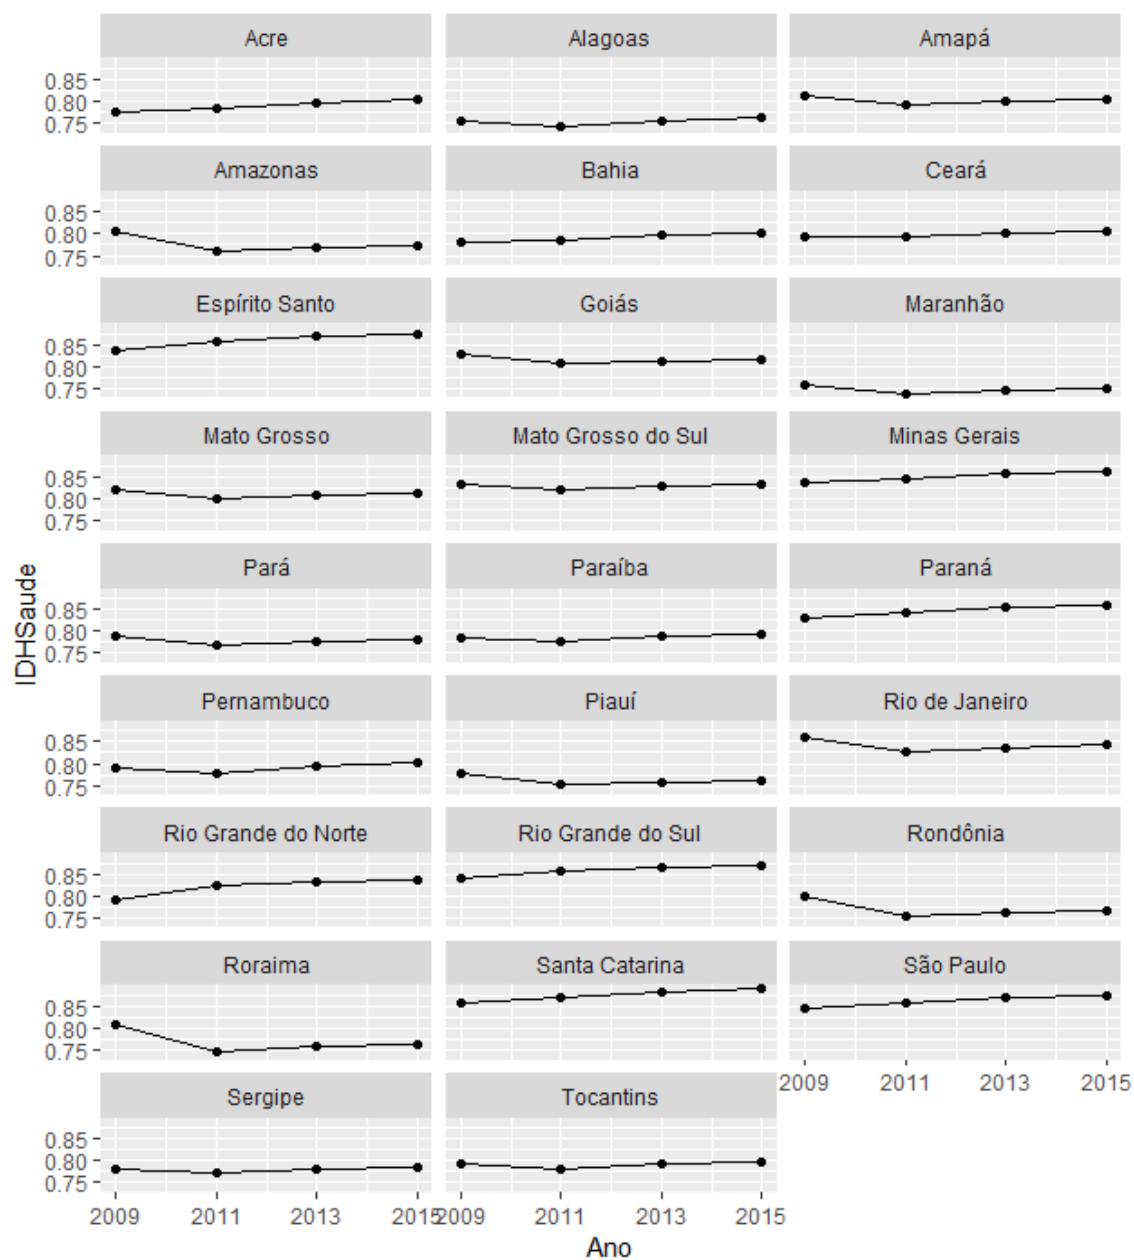 Acre Alagoas Amapá
0.85
0.80
0.75
Amazonas Bahia Ceará
0.85
0.80
0.75
Espírito Santo Goiás Maranhão
0.85
0.80
0.75
Mato Grosso Mato Grosso do Sul Minas Gerais
0.85
0.80
0.75
Pará Paraíba Paraná
0.85
0.80
0.75
IDHSaude
Pernambuco Piauí Rio de Janeiro
0.85
0.80
0.75
Rio Grande do Norte Rio Grande do Sul Rondônia
0.85
0.80
0.75
Roraima Santa Catarina São Paulo
0.85
0.80
0.75
2009 2011 2013 2015
Sergipe Tocantins
0.85
0.80
0.75
2009 2011 2013 2015 2009 2011 2013 2015
Ano